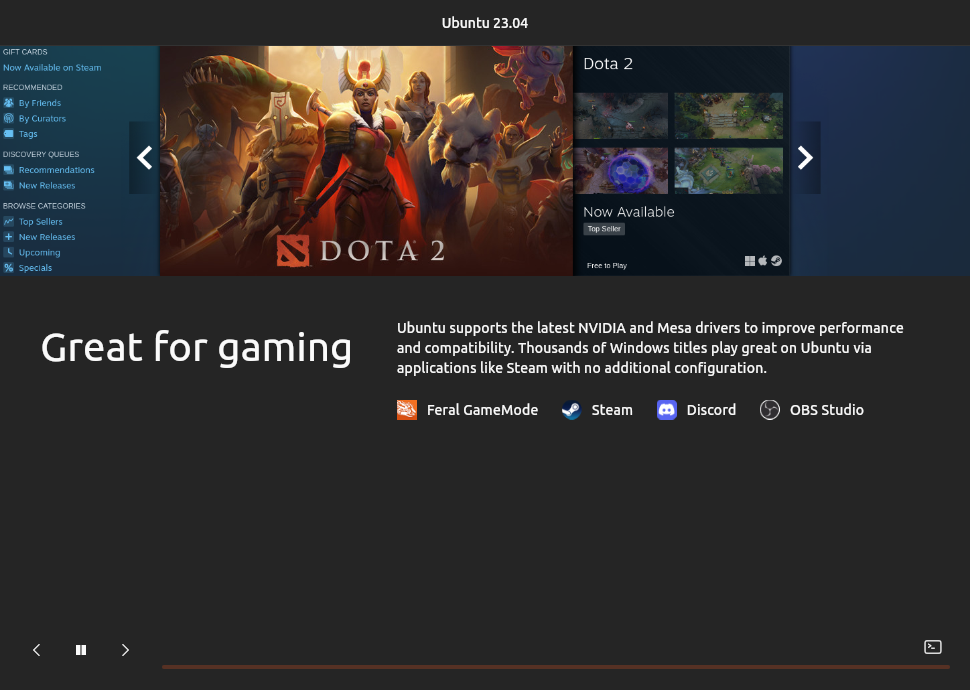 Ubuntu 23.04
GIFT CARDS
Now Available on Steam
RECOMMENDED
By Friends
By Curators
Tags
DISCOVERY QUEUES
Recommendations
New Releases
BROWSE CATEGORIES
Top Sellers
New Releases
Upcoming
Specials
DOTA 2
Dota 2
Now Available
Top Seller
Free to Play
Great for gaming
Ubuntu supports the latest NVIDIA and Mesa drivers to improve performance
and compatibility. Thousands of Windows titles play great on Ubuntu via
applications like Steam with no additional configuration.
Feral GameMode Steam Discord OBS Studio